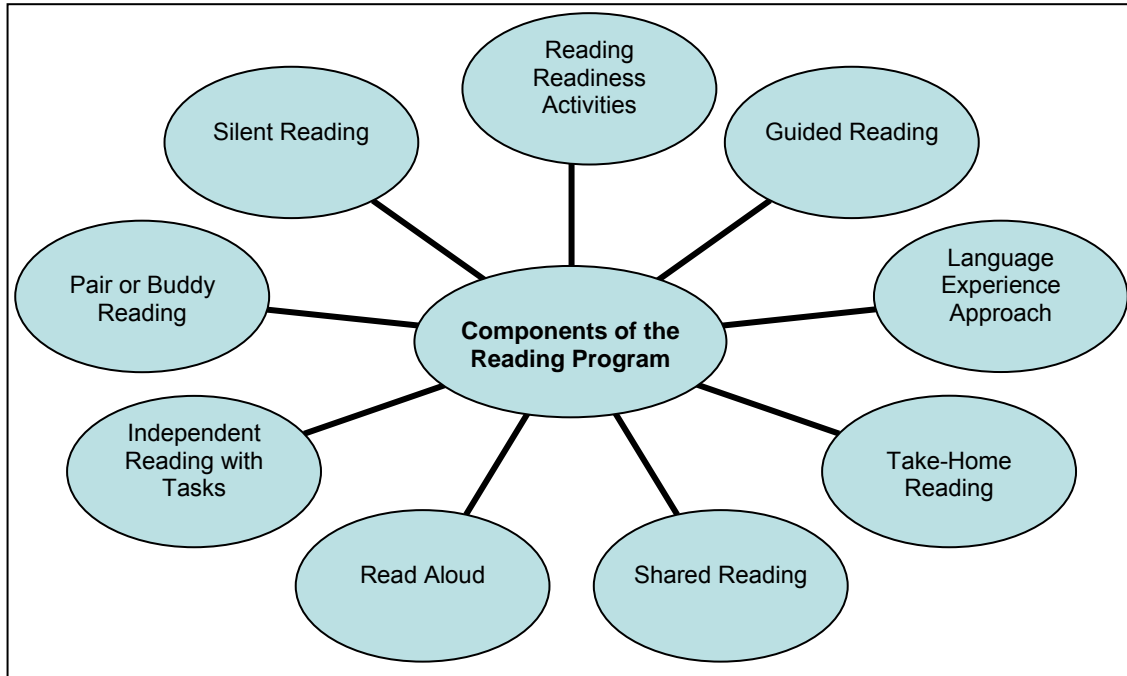 Reading
Readiness
Activities
Silent Reading
Guided Reading
Pair or Buddy
Reading
Language
Experience
Approach
Components of the
Reading Program
Independent
Reading with
Tasks
Take-Home
Reading
Read Aloud
Shared Reading